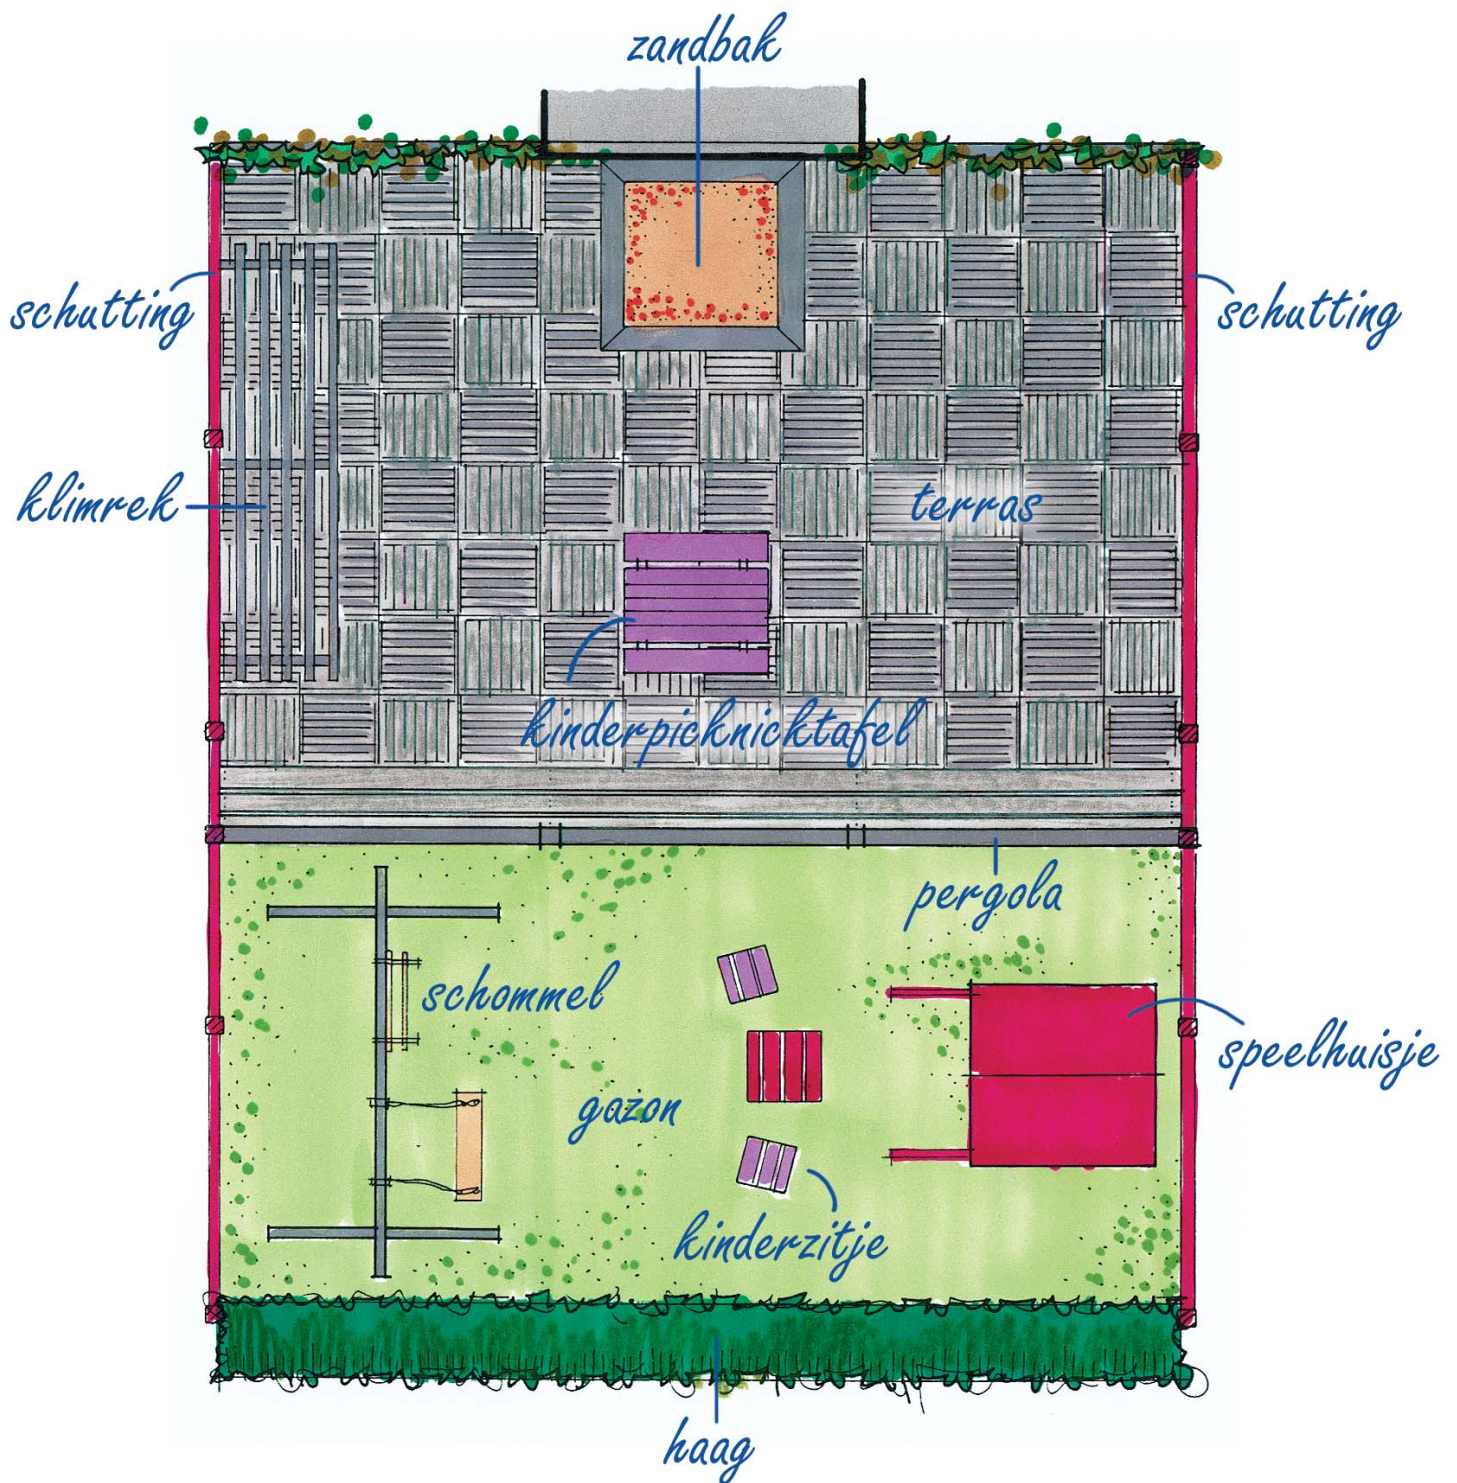 zandbak
schutting
schutting
klimrek
terras
kinderpicknicktafel
pergola
schommel
speelhuisje
gazon
kinderzitje
haag